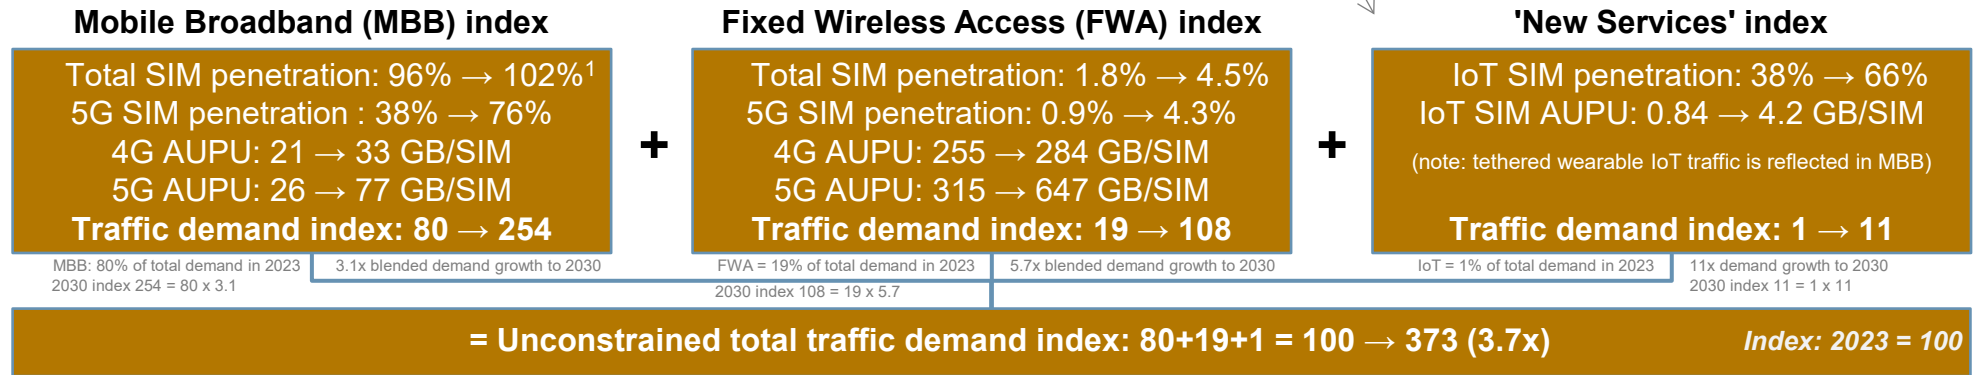 Mobile Broadband (MBB) index
Total SIM penetration: 96% → 102%¹
5G SIM penetration : 38% → 76%
4G AUPU: 21 → 33 GB/SIM
5G AUPU: 26 → 77 GB/SIM
Traffic demand index: 80 → 254
MBB: 80% of total demand in 2023
2030 index 254 = 80 x 3.1
3.1x blended demand growth to 2030
+
Fixed Wireless Access (FWA) index
Total SIM penetration: 1.8% → 4.5%
5G SIM penetration: 0.9% → 4.3%
4G AUPU: 255 → 284 GB/SIM
5G AUPU: 315 → 647 GB/SIM
Traffic demand index: 19 → 108
FWA = 19% of total demand in 2023
2030 index 108 = 19 x 5.7
5.7x blended demand growth to 2030
+
'New Services' index
IoT SIM penetration: 38% → 66%
IoT SIM AUPU: 0.84 → 4.2 GB/SIM
(note: tethered wearable IoT traffic is reflected in MBB)
Traffic demand index: 1 → 11
IoT = 1% of total demand in 2023
11x demand growth to 2030
2030 index 11 = 1 x 11
= Unconstrained total traffic demand index: 80+19+1 = 100 → 373 (3.7x)
Index: 2023 = 100